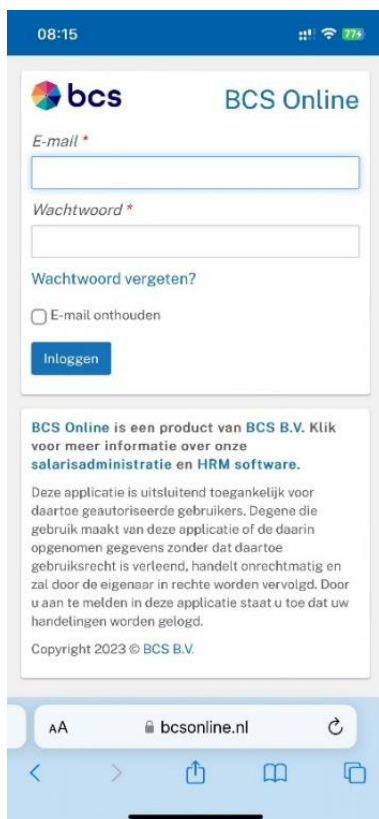 08:15
77
bcs
BCS Online
E-mail *
Wachtwoord *
Wachtwoord vergeten?
E-mail onthouden
Inloggen
BCS Online is een product van BCS B.V. Klik
voor meer informatie over onze
salarisadministratie en HRM software.
Deze applicatie is uitsluitend toegankelijk voor
daartoe geautoriseerde gebruikers. Degene die
gebruik maakt van deze applicatie of de daarin
opgenomen gegevens zonder dat daartoe
gebruiksrecht is verleend, handelt onrechtmatig en
zal door de eigenaar in rechte worden vervolgd. Door
u aan te melden in deze applicatie staat u toe dat uw
handelingen worden gelogd.
Copyright 2023 © BCS B.V.
AA
bcsonline.nl